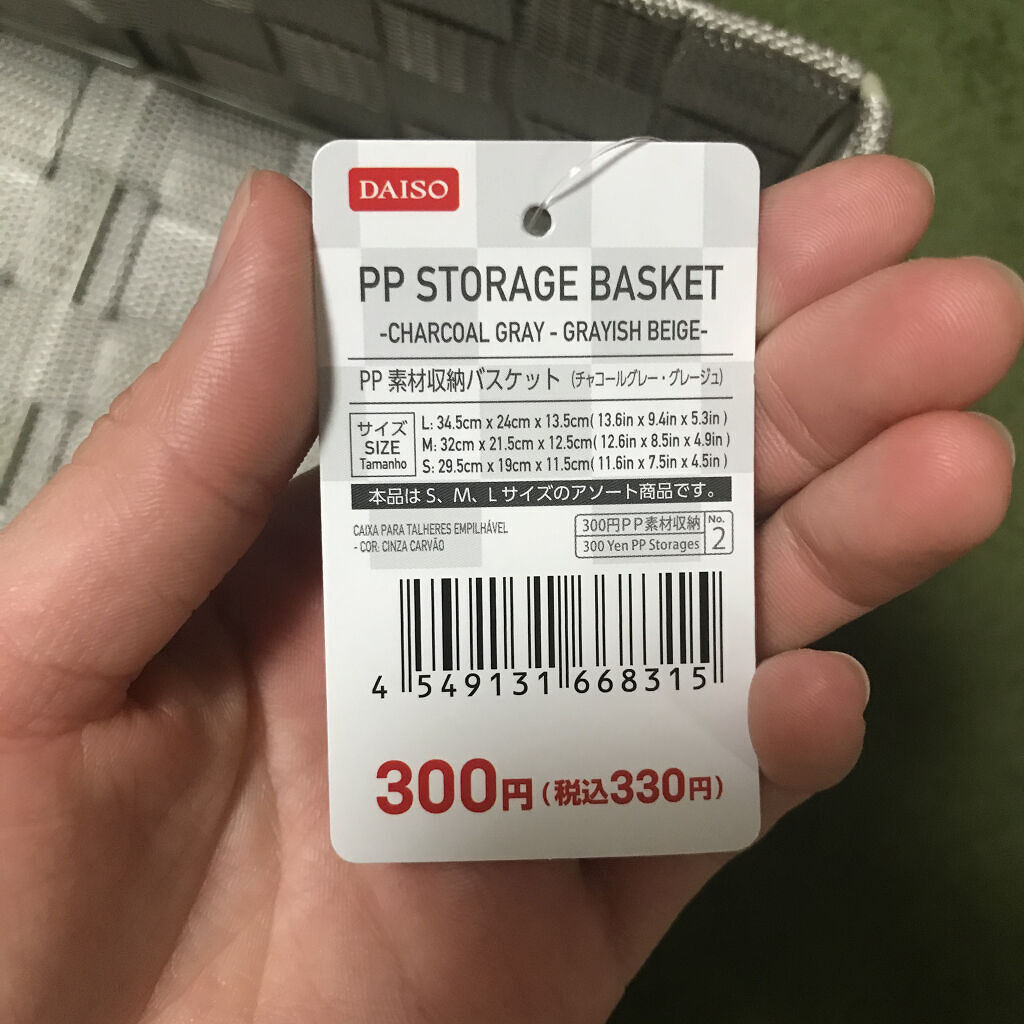 DAISO
PP STORAGE BASKET
-CHARCOAL GRAY - GRAYISH BEIGE-
PP 素材収納バスケット（チャコールグレー・グレージュ）
サイズ
SIZE
Tamanho
L: 34.5cm x 24cm x 13.5cm( 13.6in x 9.4in x 5.3in )
M: 32cm x 21.5cm x 12.5cm( 12.6in x 8.5in x 4.9in )
S: 29.5cm x 19cm x 11.5cm( 11.6in x 7.5in x 4.5in )
本品は S、M、L サイズのアソート商品です。
CAIXA PARA TALHERES EMPILHÁVEL
- COR: CINZA CARVÃO
300円PP素材収納
300 Yen PP Storages
No.
2
4 549131 668315
300円（税込330円）